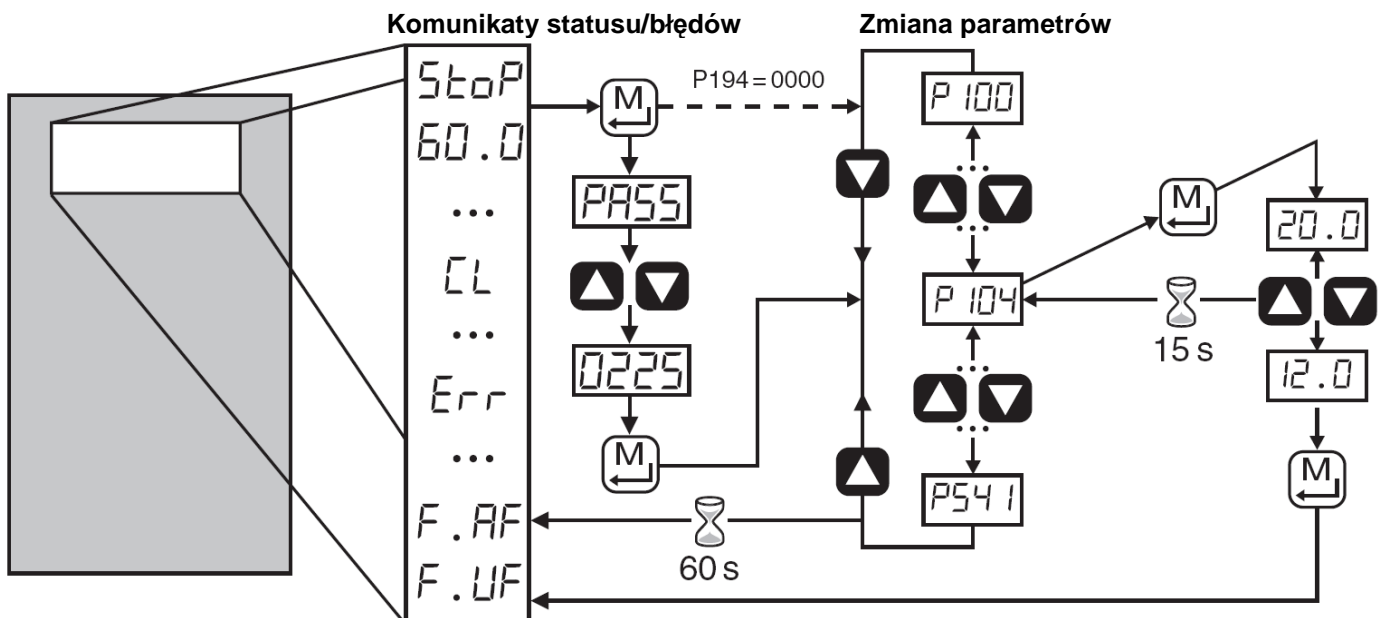 Komunikaty statusu/błędów
Zmiana parametrów
StoP
60.0
...
CL
...
Err
...
F.AF
F.UF
M
P194=0000
PASS
0225
M
60 s
P100
...
...
P104
...
...
P541
M
20.0
15 s
12.0
M